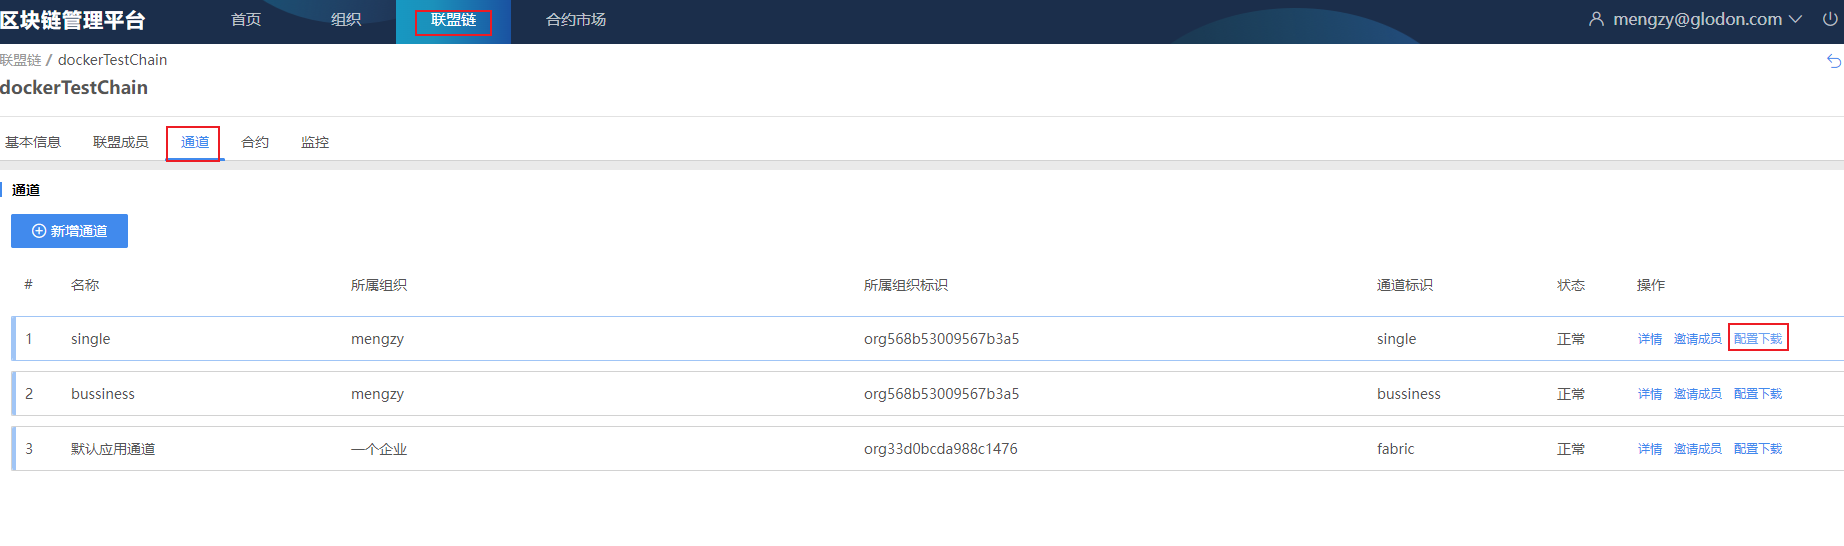 区块链管理平台 首页 组织 联盟链 合约市场 mengzy@glodon.com
联盟链 / dockerTestChain
dockerTestChain
基本信息 联盟成员 通道 合约 监控
通道
新增通道
# 名称 所属组织 所属组织标识 通道标识 状态 操作
1 single mengzy org568b53009567b3a5 single 正常 详情 邀请成员 配置下载
2 bussiness mengzy org568b53009567b3a5 bussiness 正常 详情 邀请成员 配置下载
3 默认应用通道 一个企业 org33d0bcda988c1476 fabric 正常 详情 邀请成员 配置下载